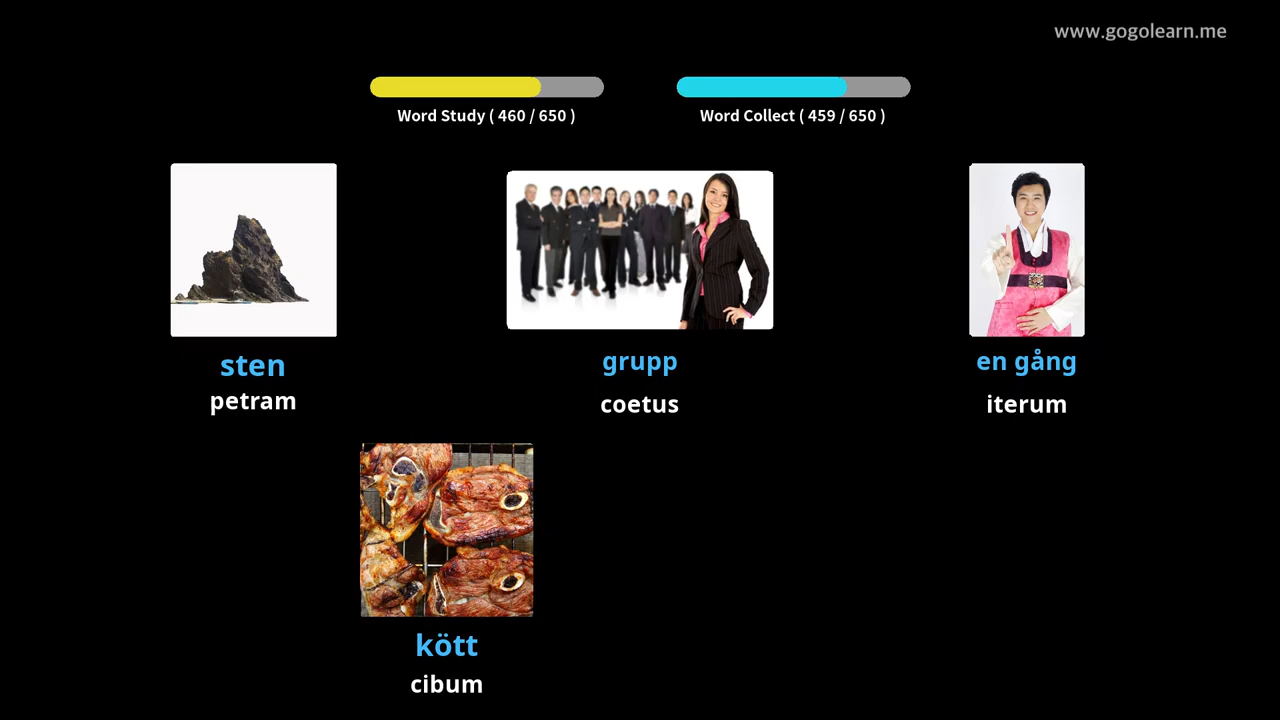 www.gogolearn.me
Word Study ( 460 / 650 )
Word Collect ( 459 / 650 )
sten
petram
grupp
coetus
en gång
iterum
kött
cibum